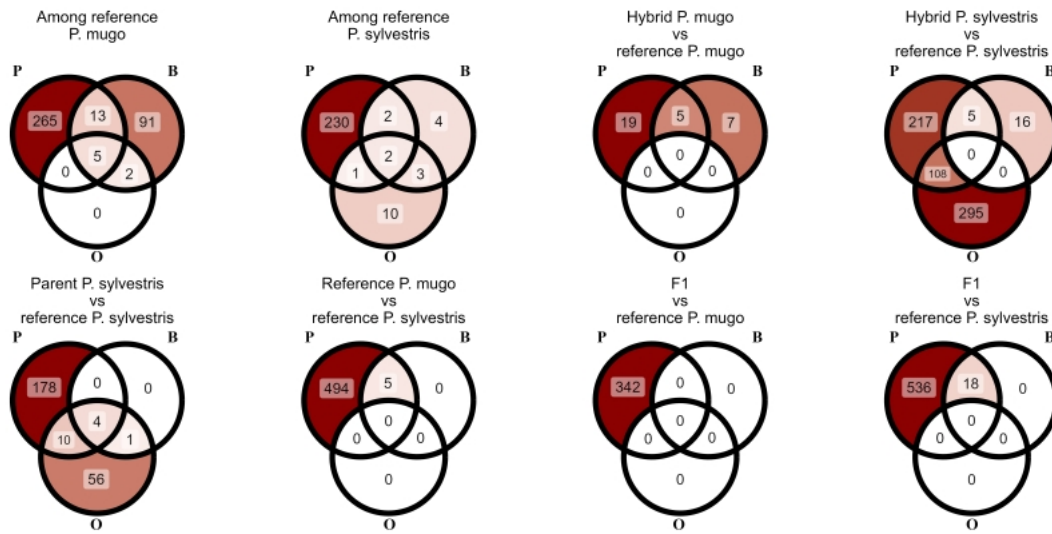 Among reference
P. mugo
P
B
265
13
91
5
0
2
0
O
Among reference
P. sylvestris
P
B
230
2
4
2
1
3
10
O
Hybrid P. mugo
vs
reference P. mugo
P
B
19
5
7
0
0
0
0
O
Hybrid P. sylvestris
vs
reference P. sylvestris
P
B
217
5
16
0
108
0
295
O
Parent P. sylvestris
vs
reference P. sylvestris
P
B
178
0
0
4
10
1
56
O
Reference P. mugo
vs
reference P. sylvestris
P
B
494
5
0
0
0
0
0
O
F1
vs
reference P. mugo
P
B
342
0
0
0
0
0
0
O
F1
vs
reference P. sylvestris
P
B
536
18
0
0
0
0
0
O